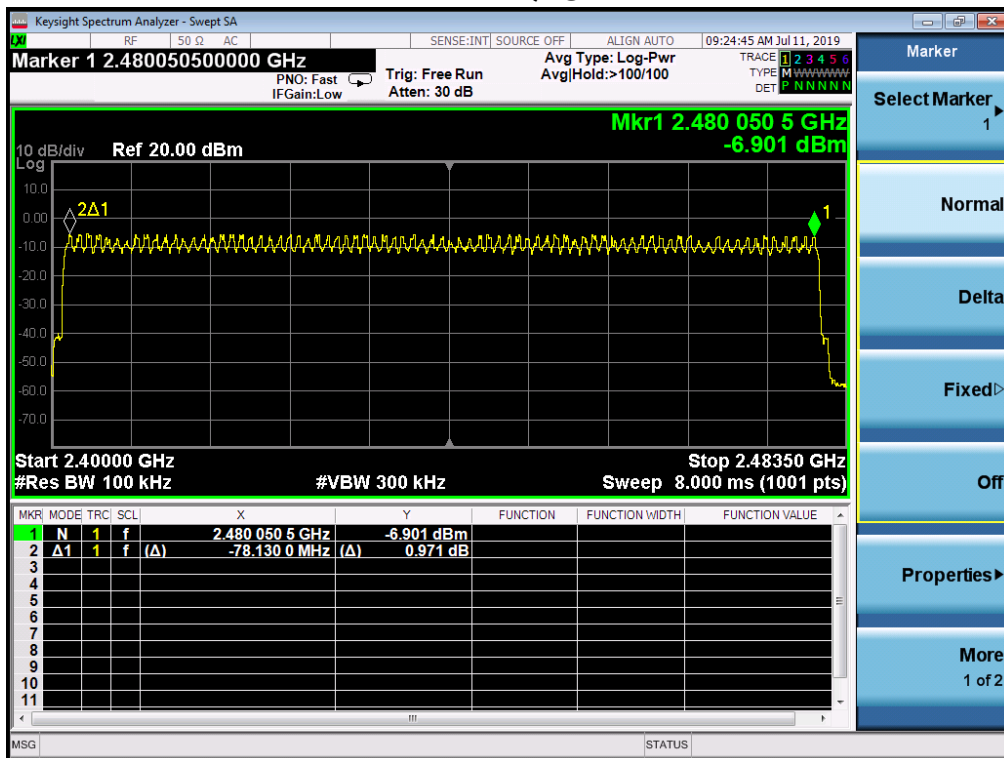 Keysight Spectrum Analyzer - Swept SA
LXI RF 50 Ω AC SENSE:INT SOURCE OFF ALIGN AUTO 09:24:45 AM Jul 11, 2019
Marker 1 2.480050500000 GHz
PNO: Fast
IFGain:Low
Trig: Free Run
Atten: 30 dB
Avg Type: Log-Pwr
Avg|Hold:>100/100
TRACE 1 2 3 4 5 6
TYPE M WWWWW
DET P N N N N N
Mkr1 2.480 050 5 GHz
-6.901 dBm
10 dB/div Ref 20.00 dBm
Log
10.0
0.00
-10.0
-20.0
-30.0
-40.0
-50.0
-60.0
-70.0
2Δ1
1
Start 2.40000 GHz Stop 2.48350 GHz
#Res BW 100 kHz #VBW 300 kHz Sweep 8.000 ms (1001 pts)
MKR MODE TRC SCL X Y FUNCTION FUNCTION WIDTH FUNCTION VALUE
1 N 1 f 2.480 050 5 GHz -6.901 dBm
2 Δ1 1 f (Δ) -78.130 0 MHz (Δ) 0.971 dB
3
4
5
6
7
8
9
10
11
MSG STATUS
Marker
Select Marker
1
Normal
Delta
Fixed
Off
Properties
More
1 of 2